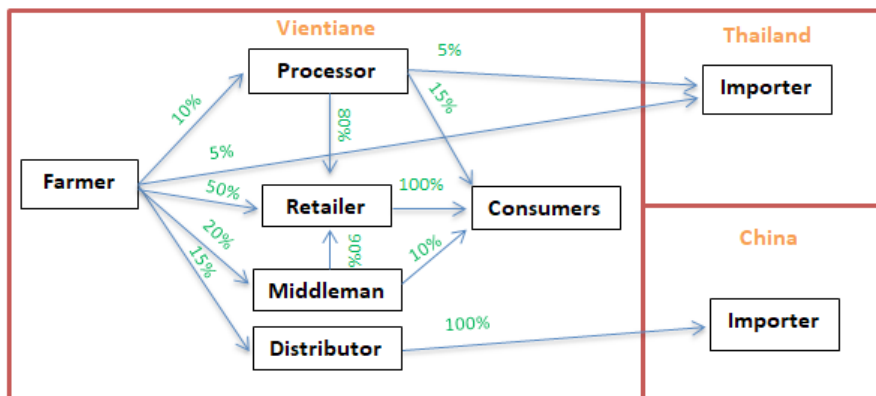 Vientiane
Thailand
Processor
5%
Importer
10%
15%
80%
5%
Farmer
50%
Retailer
100%
Consumers
20%
90%
10%
China
15%
Middleman
Distributor
100%
Importer